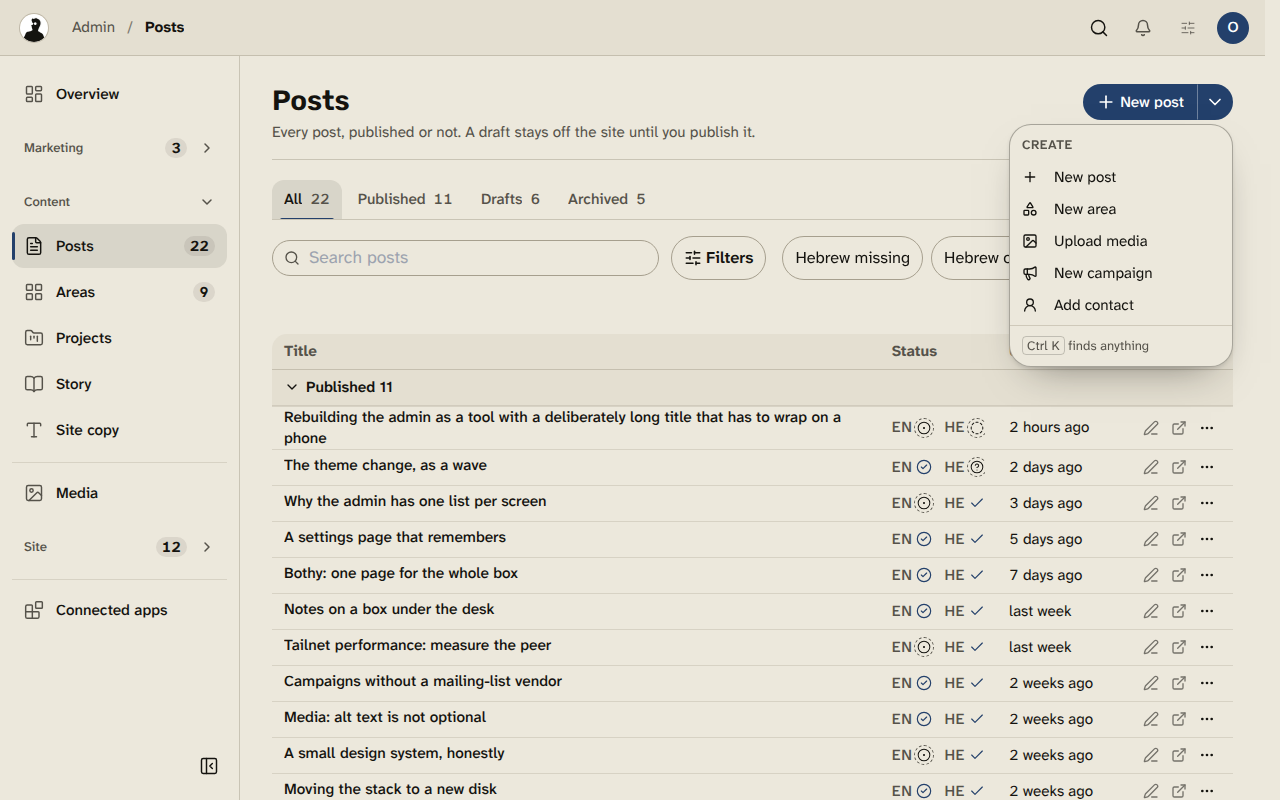 Admin / Posts
O
Overview
Marketing 3
Content
Posts 22
Areas 9
Projects
Story
Site copy
Media
Site 12
Connected apps
Posts
Every post, published or not. A draft stays off the site until you publish it.
New post
CREATE
New post
New area
Upload media
New campaign
Add contact
Ctrl K finds anything
All 22 Published 11 Drafts 6 Archived 5
Search posts
Filters
Hebrew missing
Hebrew
Title Status
Published 11
Rebuilding the admin as a tool with a deliberately long title that has to wrap on a
phone
EN HE 2 hours ago
The theme change, as a wave EN HE 2 days ago
Why the admin has one list per screen EN HE 3 days ago
A settings page that remembers EN HE 5 days ago
Bothy: one page for the whole box EN HE 7 days ago
Notes on a box under the desk EN HE last week
Tailnet performance: measure the peer EN HE last week
Campaigns without a mailing-list vendor EN HE 2 weeks ago
Media: alt text is not optional EN HE 2 weeks ago
A small design system, honestly EN HE 2 weeks ago
Moving the stack to a new disk EN HE 2 weeks ago